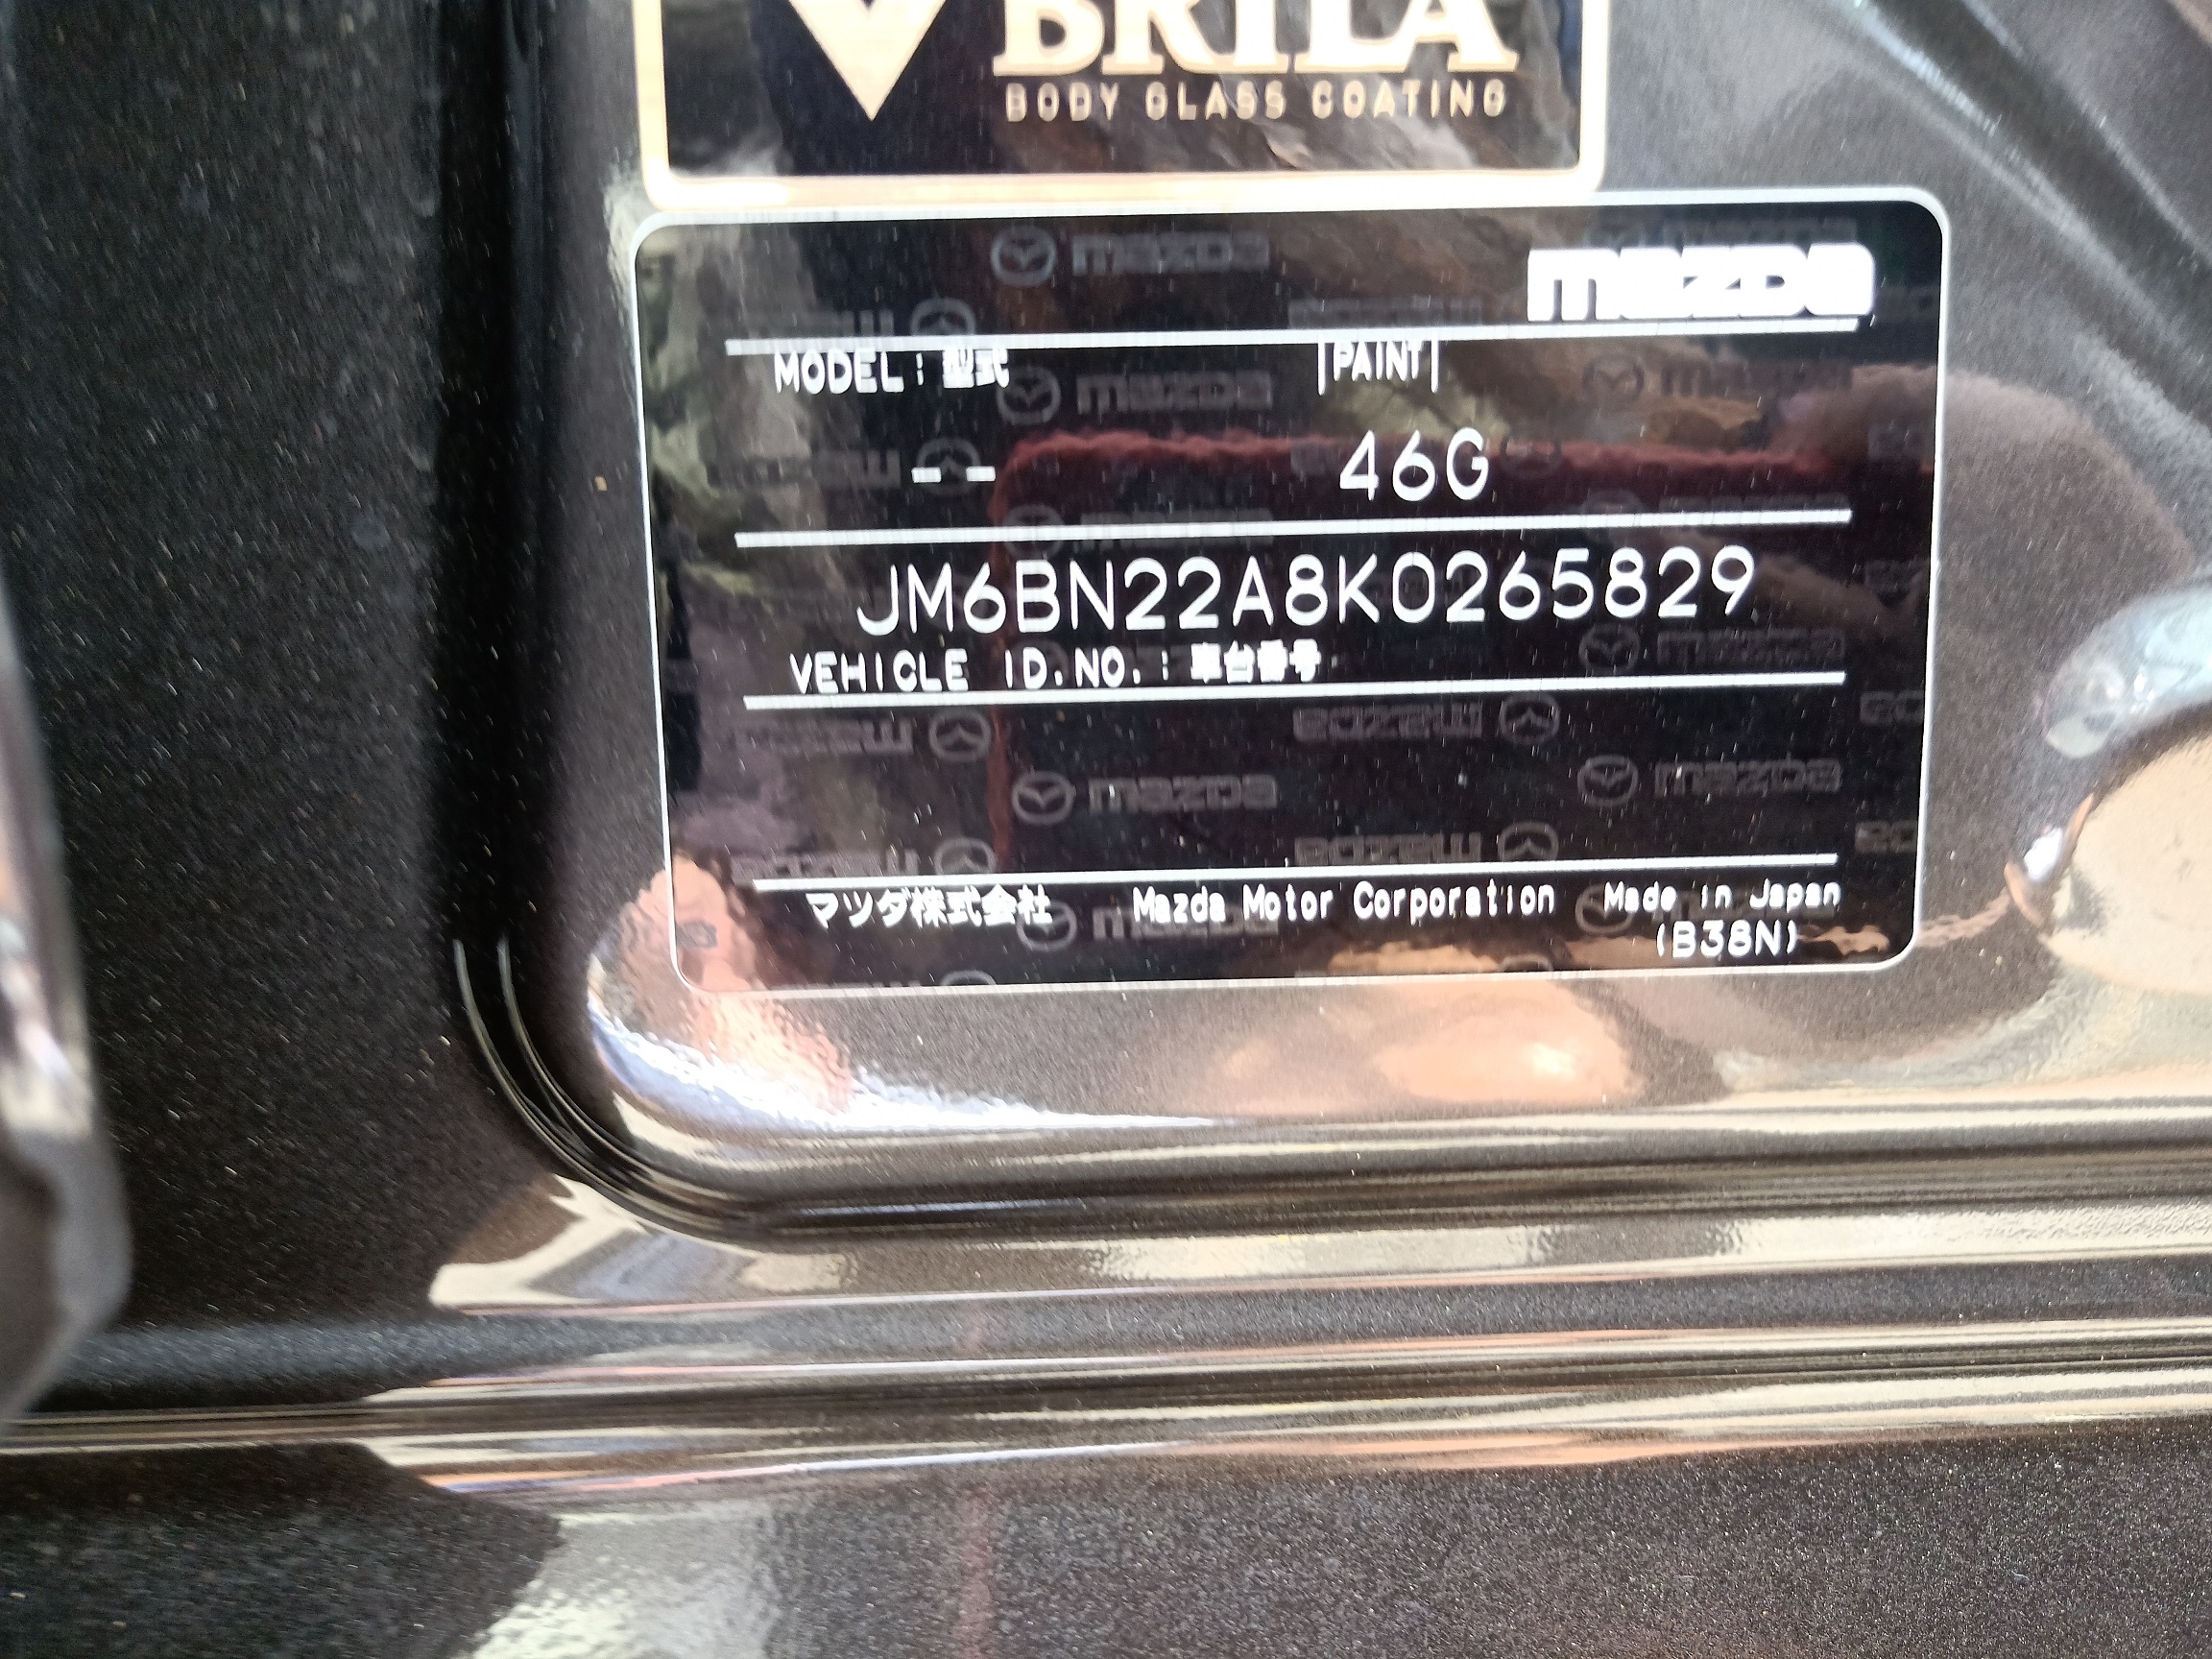 BRILA
BODY GLASS COATING
mazda
MODEL : 型式 |PAINT|
-- 46G
JM6BN22A8K0265829
VEHICLE ID.NO. : 車台番号
マツダ株式会社 Mazda Motor Corporation Made in Japan
(B38N)